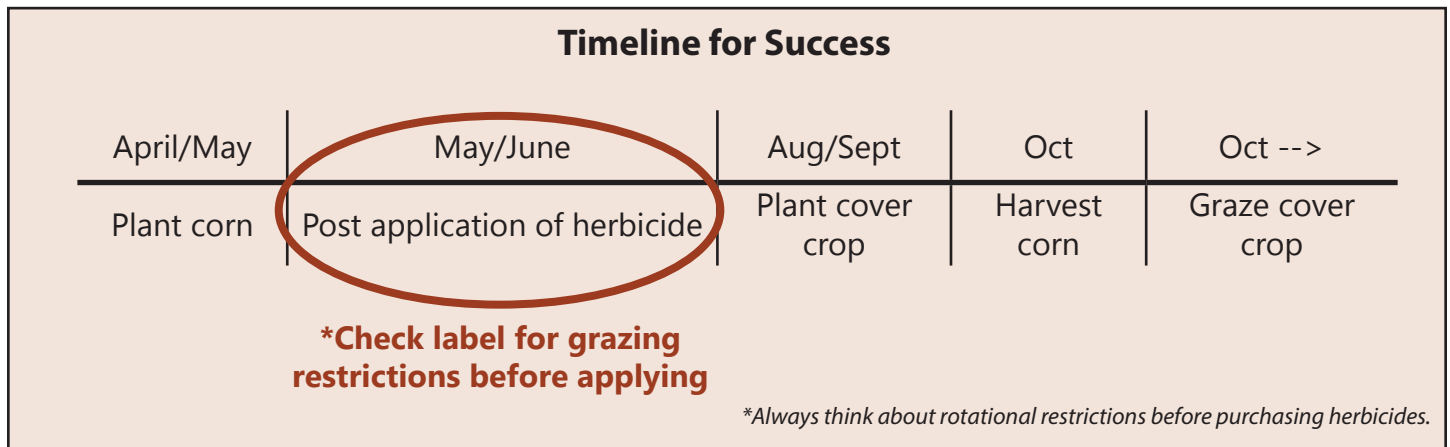 Timeline for Success
April/May
May/June
Aug/Sept
Oct
Oct -->
Plant corn
Post application of herbicide
Plant cover
crop
Harvest
corn
Graze cover
crop
*Check label for grazing
restrictions before applying
*Always think about rotational restrictions before purchasing herbicides.